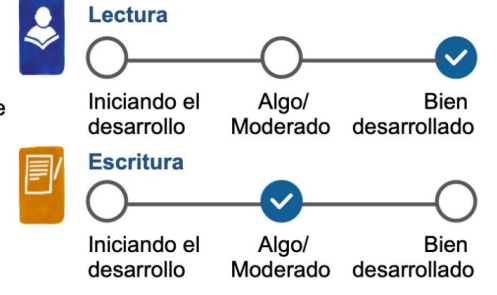 Lectura
Iniciando el Algo/ Bien
e
desarrollo Moderado desarrollado
Escritura
Iniciando el Algo/ Bien
desarrollo Moderado desarrollado